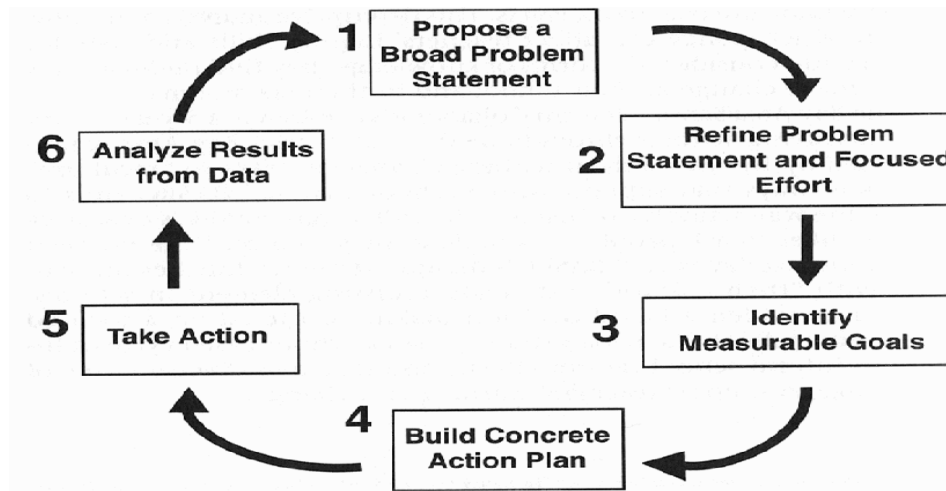 1
Propose a
Broad Problem
Statement
2
Refine Problem
Statement and Focused
Effort
3
Identify
Measurable Goals
4
Build Concrete
Action Plan
5
Take Action
6
Analyze Results
from Data